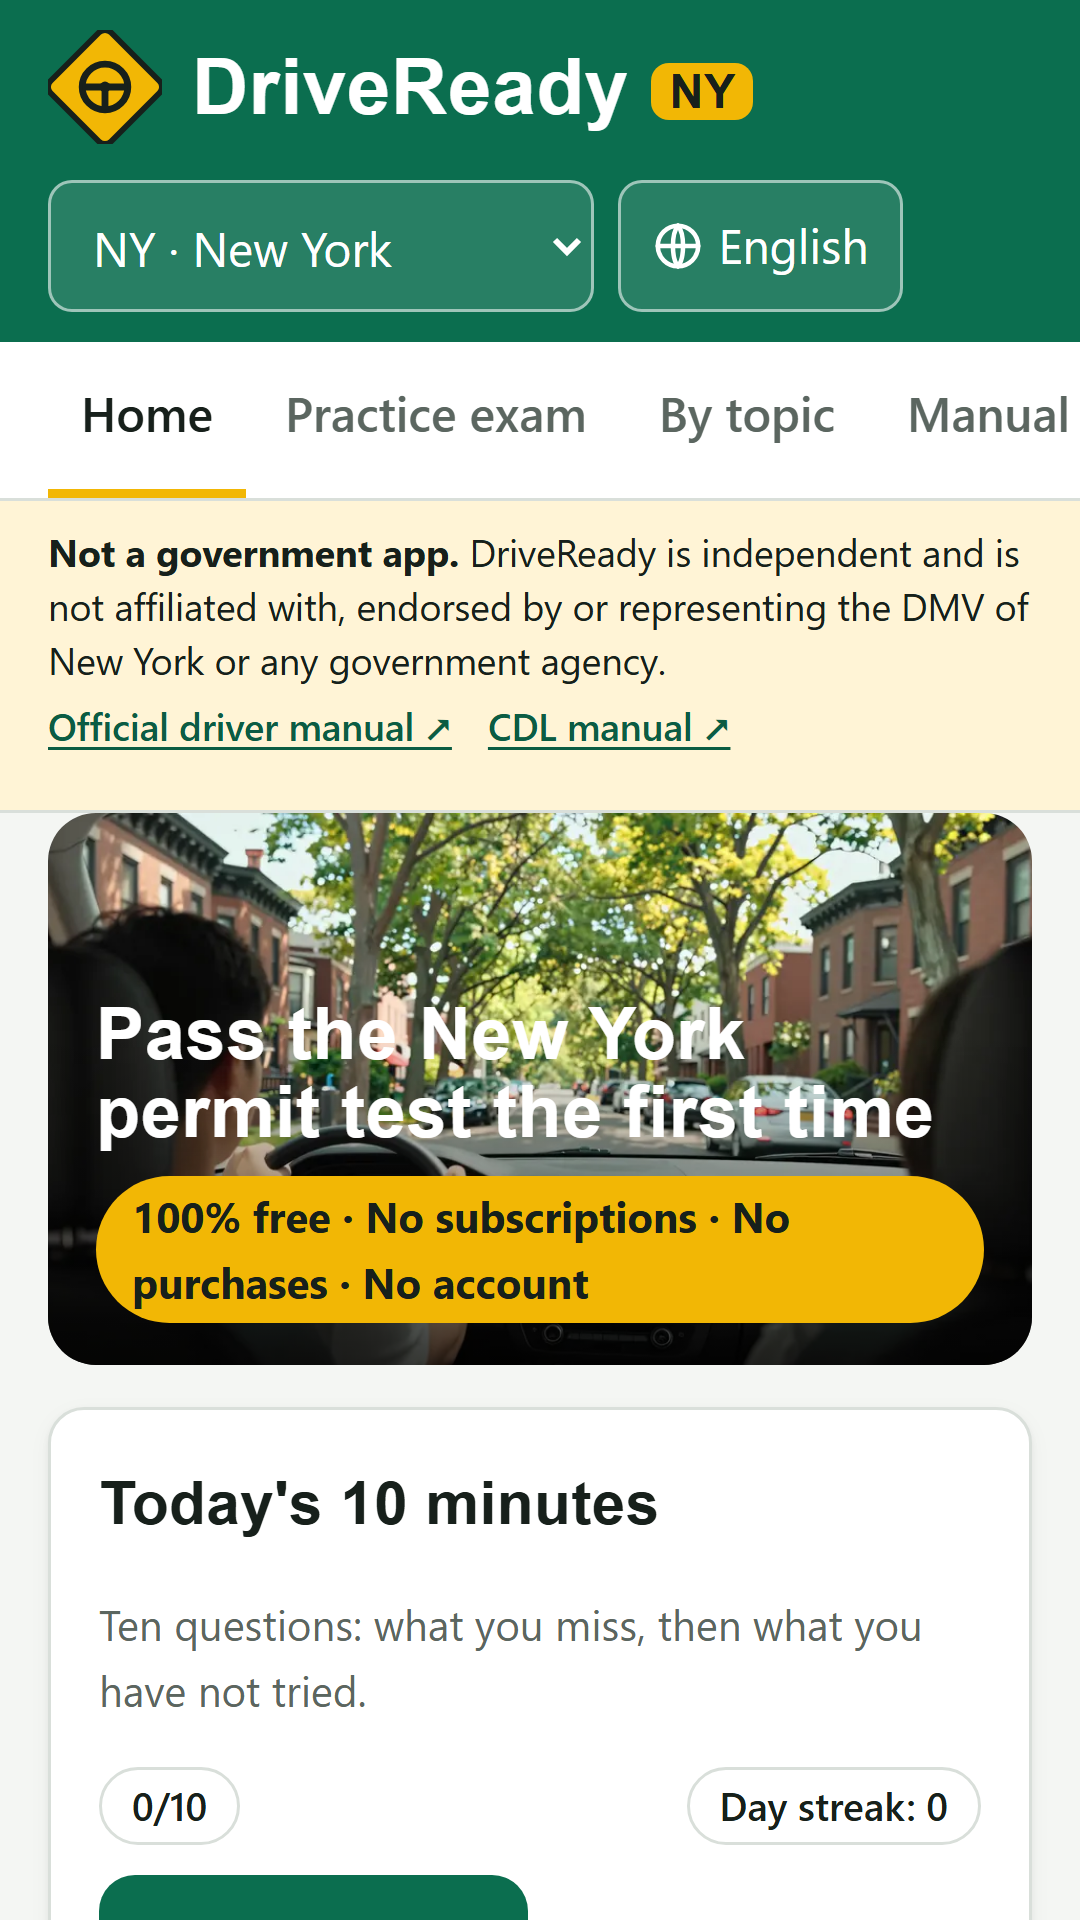 DriveReady NY
NY · New York
English
Home Practice exam By topic Manual
Not a government app. DriveReady is independent and is
not affiliated with, endorsed by or representing the DMV of
New York or any government agency.
Official driver manual ↗ CDL manual ↗
Pass the New York
permit test the first time
100% free · No subscriptions · No
purchases · No account
Today's 10 minutes
Ten questions: what you miss, then what you
have not tried.
0/10 Day streak: 0